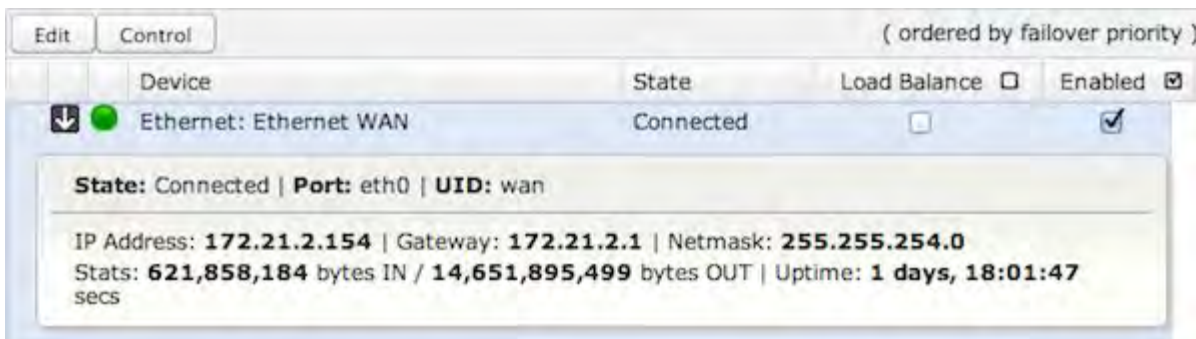 Edit Control ( ordered by failover priority )
Device State Load Balance Enabled
Ethernet: Ethernet WAN Connected
State: Connected | Port: eth0 | UID: wan
IP Address: 172.21.2.154 | Gateway: 172.21.2.1 | Netmask: 255.255.254.0
Stats: 621,858,184 bytes IN / 14,651,895,499 bytes OUT | Uptime: 1 days, 18:01:47
secs